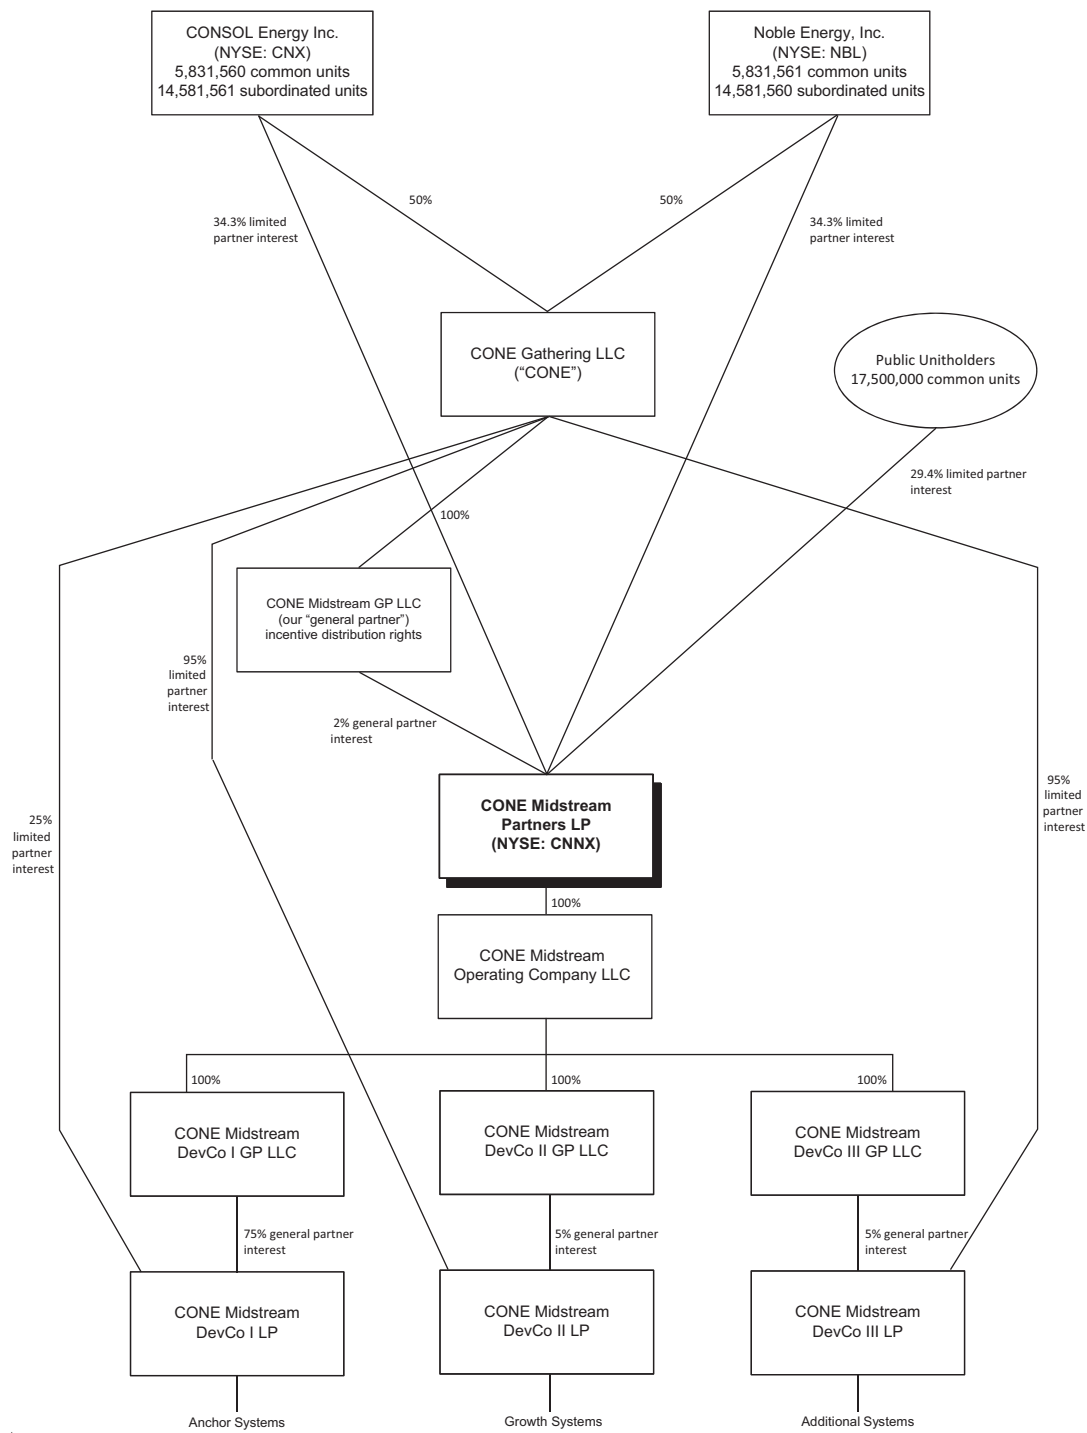 CONSOL Energy Inc.
(NYSE: CNX)
5,831,560 common units
14,581,561 subordinated units
Noble Energy, Inc.
(NYSE: NBL)
5,831,561 common units
14,581,560 subordinated units
50%
50%
34.3% limited
partner interest
34.3% limited
partner interest
CONE Gathering LLC
(“CONE”)
Public Unitholders
17,500,000 common units
29.4% limited partner
interest
100%
CONE Midstream GP LLC
(our “general partner”)
incentive distribution rights
95%
limited
partner
interest
2% general partner
interest
CONE Midstream
Partners LP
(NYSE: CNNX)
95%
limited
partner
interest
25%
limited
partner
interest
100%
CONE Midstream
Operating Company LLC
100%
100%
100%
CONE Midstream
DevCo I GP LLC
CONE Midstream
DevCo II GP LLC
CONE Midstream
DevCo III GP LLC
75% general partner
interest
5% general partner
interest
5% general partner
interest
CONE Midstream
DevCo I LP
CONE Midstream
DevCo II LP
CONE Midstream
DevCo III LP
Anchor Systems
Growth Systems
Additional Systems